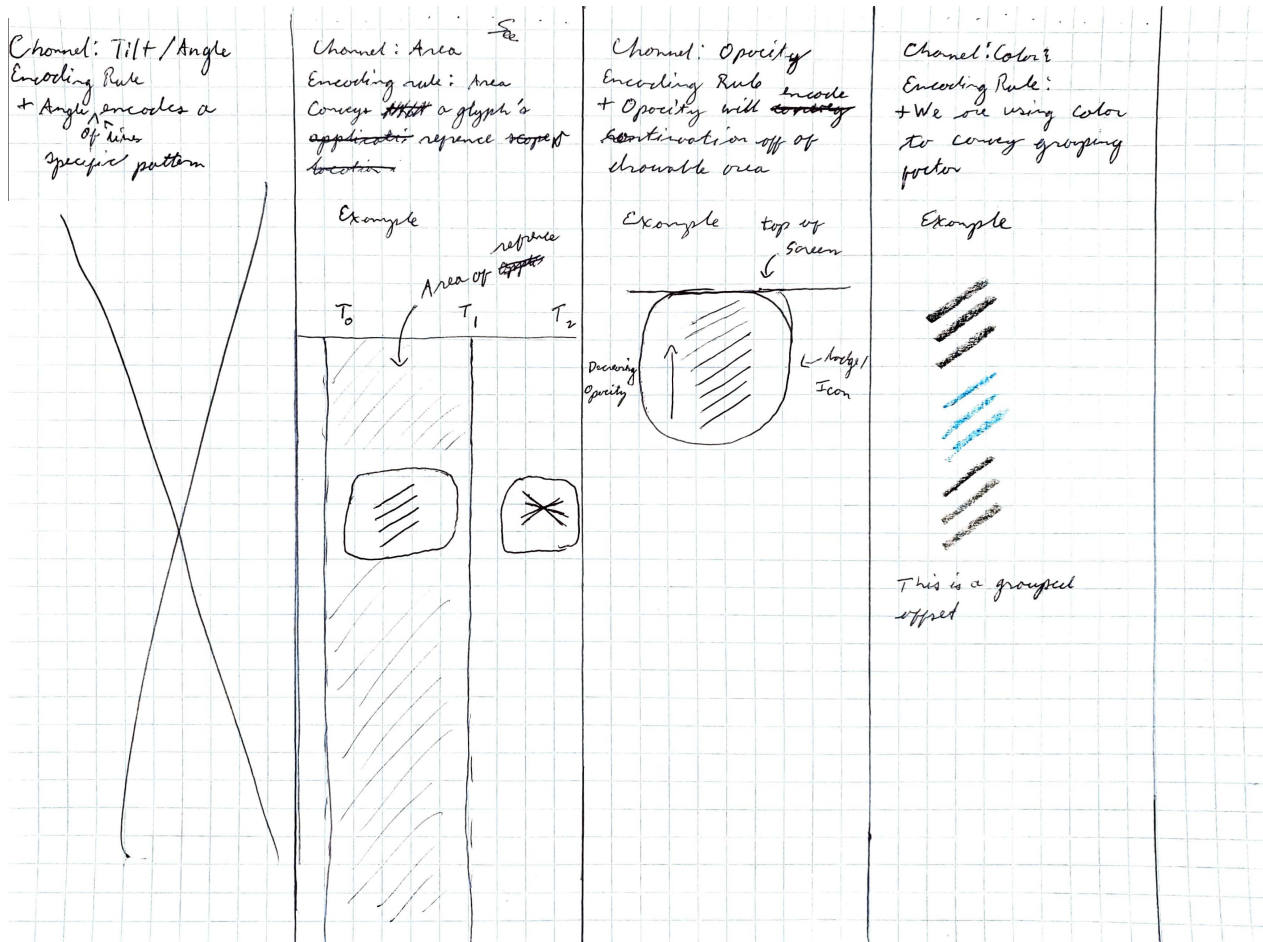 Channel: Tilt/Angle
Encoding Rule
+ Angle of lines encodes a
specific pattern
Channel: Area
Encoding rule: Area
Conveys a glyph's
refrence
Example
Area of refrence
T0 T1 T2
Channel: Opacity
Encoding Rule
+ Opacity will encode
continuation off of
drawable area
Example
top of
screen
Decreasing
Opacity
Badge/
Icon
Channel: Color
Encoding Rule:
+ We are using color
to convey grouping
factor
Example
This is a grouped
offset